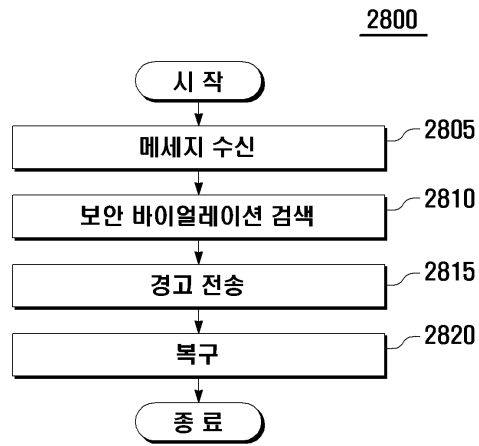 2800
시 작
메세지 수신
2805
보안 바이얼레이션 검색
2810
경고 전송
2815
복구
2820
종 료